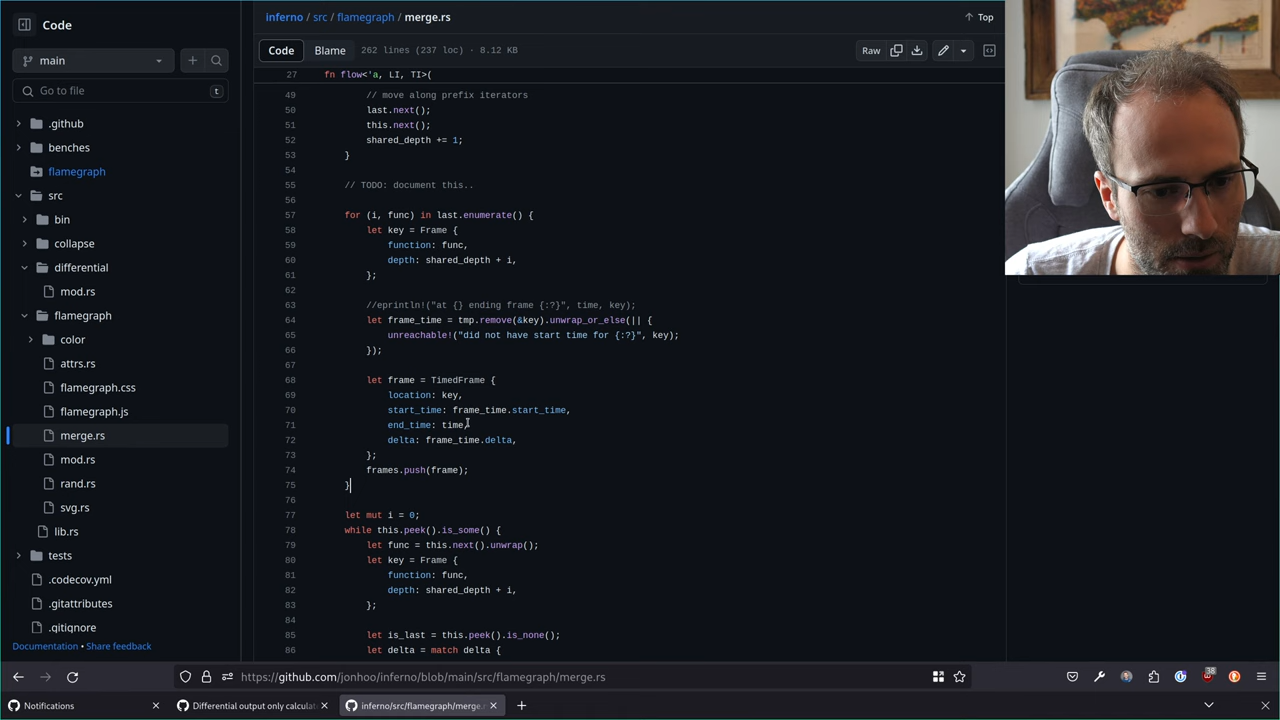 Code
main
Go to file
t
.github
benches
flamegraph
src
bin
collapse
differential
mod.rs
flamegraph
color
attrs.rs
flamegraph.css
flamegraph.js
merge.rs
mod.rs
rand.rs
svg.rs
lib.rs
tests
.codecov.yml
.gitattributes
.gitignore
Documentation • Share feedback
inferno / src / flamegraph / merge.rs
Top
Code Blame 262 lines (237 loc) · 8.12 KB
Raw
27 fn flow<'a, LI, TI>(
49 // move along prefix iterators
50 last.next();
51 this.next();
52 shared_depth += 1;
53 }
54
55 // TODO: document this..
56
57 for (i, func) in last.enumerate() {
58 let key = Frame {
59 function: func,
60 depth: shared_depth + i,
61 };
62
63 //eprintln!("at {} ending frame {:?}", time, key);
64 let frame_time = tmp.remove(&key).unwrap_or_else(|| {
65 unreachable!("did not have start time for {:?}", key);
66 });
67
68 let frame = TimedFrame {
69 location: key,
70 start_time: frame_time.start_time,
71 end_time: time,
72 delta: frame_time.delta,
73 };
74 frames.push(frame);
75 }
76
77 let mut i = 0;
78 while this.peek().is_some() {
79 let func = this.next().unwrap();
80 let key = Frame {
81 function: func,
82 depth: shared_depth + i,
83 };
84
85 let is_last = this.peek().is_none();
86 let delta = match delta {
https://github.com/jonhoo/inferno/blob/main/src/flamegraph/merge.rs
38
Notifications
Differential output only calculat
inferno/src/flamegraph/merge.r